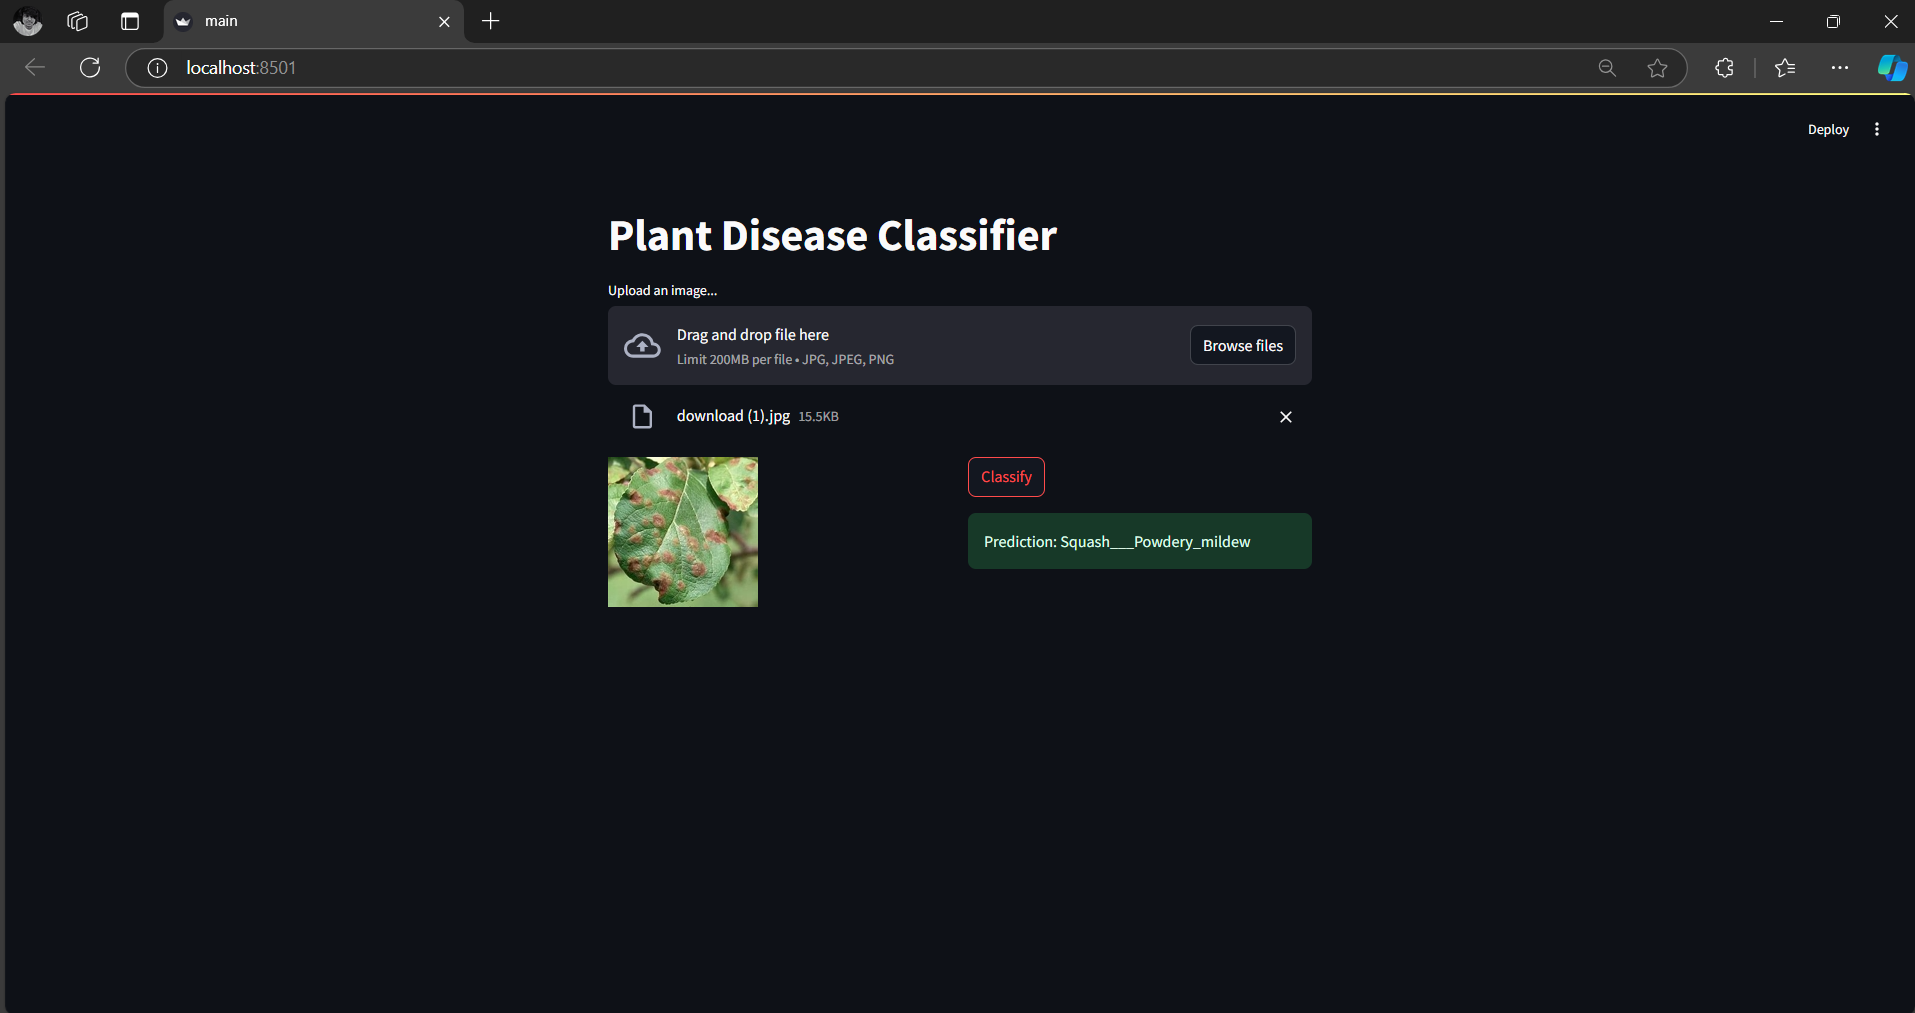 main
localhost:8501
Deploy
Plant Disease Classifier
Upload an image...
Drag and drop file here
Limit 200MB per file • JPG, JPEG, PNG
Browse files
download (1).jpg 15.5KB
Classify
Prediction: Squash___Powdery_mildew